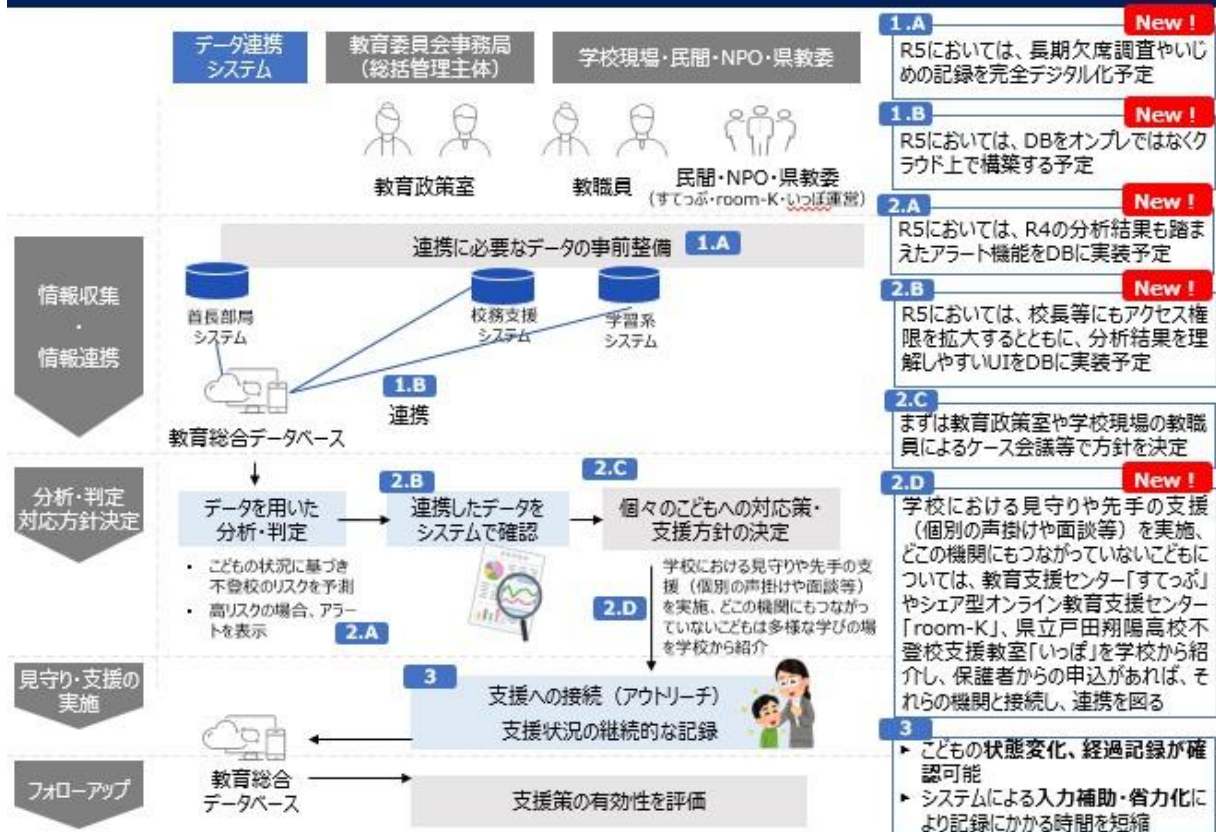 データ連携
システム
教育委員会事務局
（総括管理主体）
学校現場・民間・NPO・県教委
教育政策室
教職員
民間・NPO・県教委
（すてっぷ・room-K・いっぽ運営）
情報収集
・
情報連携
連携に必要なデータの事前整備
1.A
首長部局
システム
校務支援
システム
学習系
システム
1.B
連携
教育総合データベース
分析・判定
対応方針決定
データを用いた
分析・判定
• こどもの状況に基づき
不登校のリスクを予測
• 高リスクの場合、アラー
トを表示
2.A
2.B
連携したデータを
システムで確認
2.C
個々のこどもへの対応策・
支援方針の決定
学校における見守りや先手の支
援（個別の声掛けや面談等）
を実施、どこの機関にもつながっ
ていないこどもは多様な学びの場
を学校から紹介
2.D
見守り・支援の
実施
3
支援への接続（アウトリーチ）
支援状況の継続的な記録
フォローアップ
教育総合
データベース
支援策の有効性を評価
1.A
New！
R5においては、長期欠席調査やいじ
めの記録を完全デジタル化予定
1.B
New！
R5においては、DBをオンプレではなくク
ラウド上で構築する予定
2.A
New！
R5においては、R4の分析結果も踏ま
えたアラート機能をDBに実装予定
2.B
New！
R5においては、校長等にもアクセス権
限を拡大するとともに、分析結果を理
解しやすいUIをDBに実装予定
2.C
まずは教育政策室や学校現場の教職
員によるケース会議等で方針を決定
2.D
New！
学校における見守りや先手の支援
（個別の声掛けや面談等）を実施、
どこの機関にもつながっていないこどもに
ついては、教育支援センター「すてっぷ」
やシェア型オンライン教育支援センター
「room-K」、県立戸田翔陽高校不
登校支援教室「いっぽ」を学校から紹
介し、保護者からの申込があれば、そ
れらの機関と接続し、連携を図る
3
▶ こどもの状態変化、経過記録が確
認可能
▶ システムによる入力補助・省力化に
より記録にかかる時間を短縮